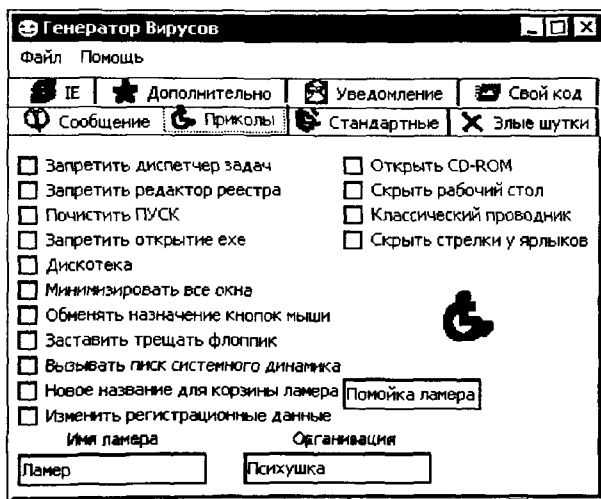 Генератор Вирусов
Файл Помощь
IE Дополнительно Уведомление Свой код
Сообщение Приколы Стандартные Злые шутки
Запретить диспетчер задач Открыть CD-ROM
Запретить редактор реестра Скрыть рабочий стол
Почистить ПУСК Классический проводник
Запретить открытие exe Скрыть стрелки у ярлыков
Дискотека
Минимизировать все окна
Обменять назначение кнопок мыши
Заставить трещать флоппик
Вызывать писк системного динамика
Новое название для корзины ламера Помойка ламера
Изменить регистрационные данные
Имя ламера Организация
Ламер Психушка